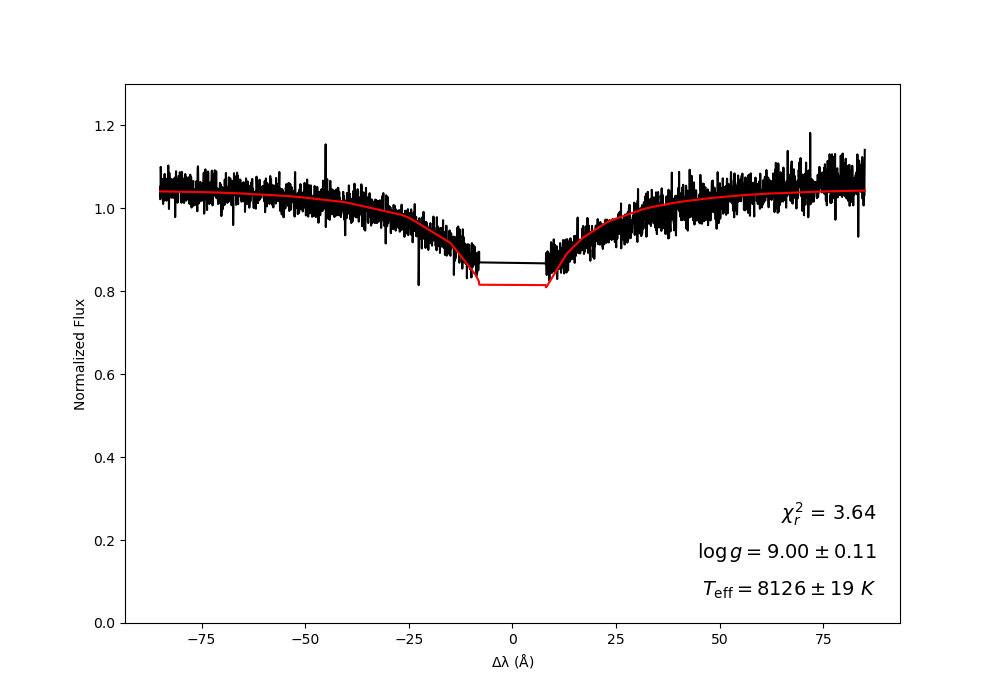 1.2
1.0
0.8
0.6
0.4
0.2
0.0
Normalized Flux
−75
−50
−25
0
25
50
75
Δλ (Å)
χ²ᵣ = 3.64
log g = 9.00 ± 0.11
T_eff = 8126 ± 19 K